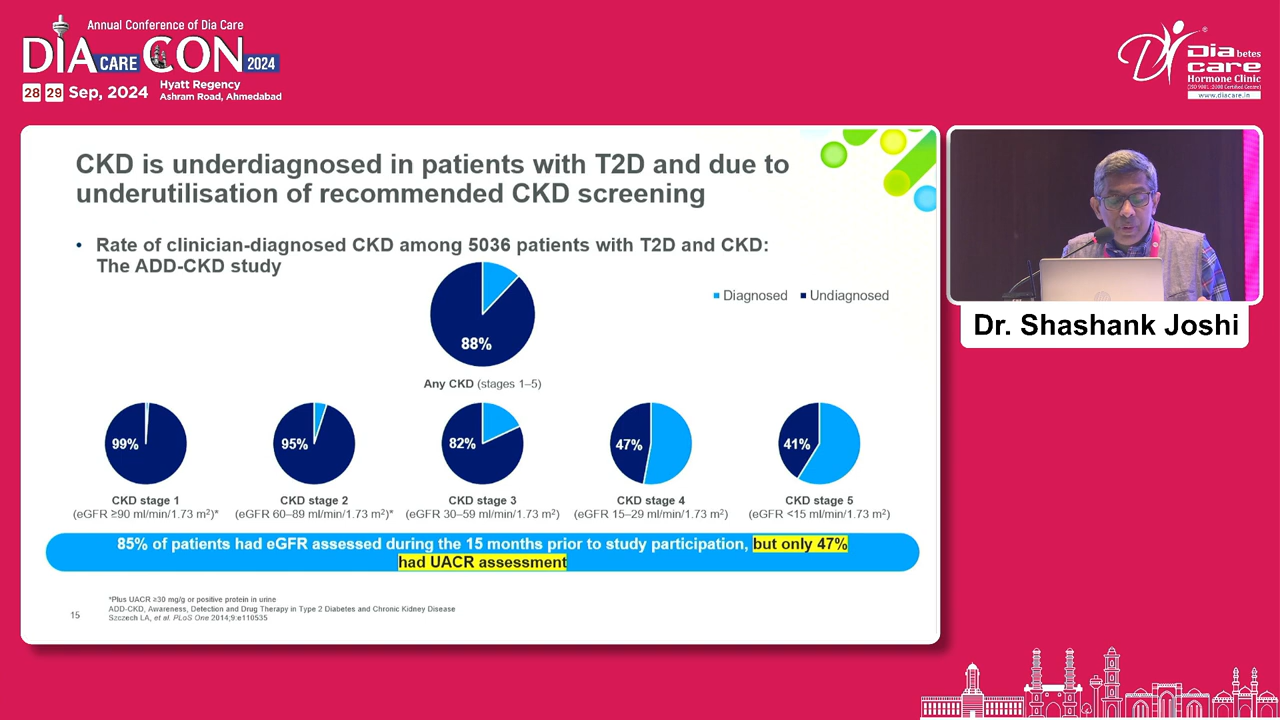 Annual Conference of Dia Care
DIA CARE CON 2024
28 29 Sep, 2024
Hyatt Regency
Ashram Road, Ahmedabad
Diabetes
care
Hormone Clinic
(ISO 9001:2008 Certified Centre)
www.diacare.in
CKD is underdiagnosed in patients with T2D and due to
underutilisation of recommended CKD screening
• Rate of clinician-diagnosed CKD among 5036 patients with T2D and CKD:
The ADD-CKD study
Diagnosed Undiagnosed
88%
Any CKD (stages 1–5)
99% 95% 82% 47% 41%
CKD stage 1 CKD stage 2 CKD stage 3 CKD stage 4 CKD stage 5
(eGFR ≥90 ml/min/1.73 m²)* (eGFR 60–89 ml/min/1.73 m²)* (eGFR 30–59 ml/min/1.73 m²) (eGFR 15–29 ml/min/1.73 m²) (eGFR <15 ml/min/1.73 m²)
85% of patients had eGFR assessed during the 15 months prior to study participation, but only 47%
had UACR assessment
*Plus UACR ≥30 mg/g or positive protein in urine
ADD-CKD, Awareness, Detection and Drug Therapy in Type 2 Diabetes and Chronic Kidney Disease
Szczech LA, et al. PLoS One 2014;9:e110535
15
Dr. Shashank Joshi